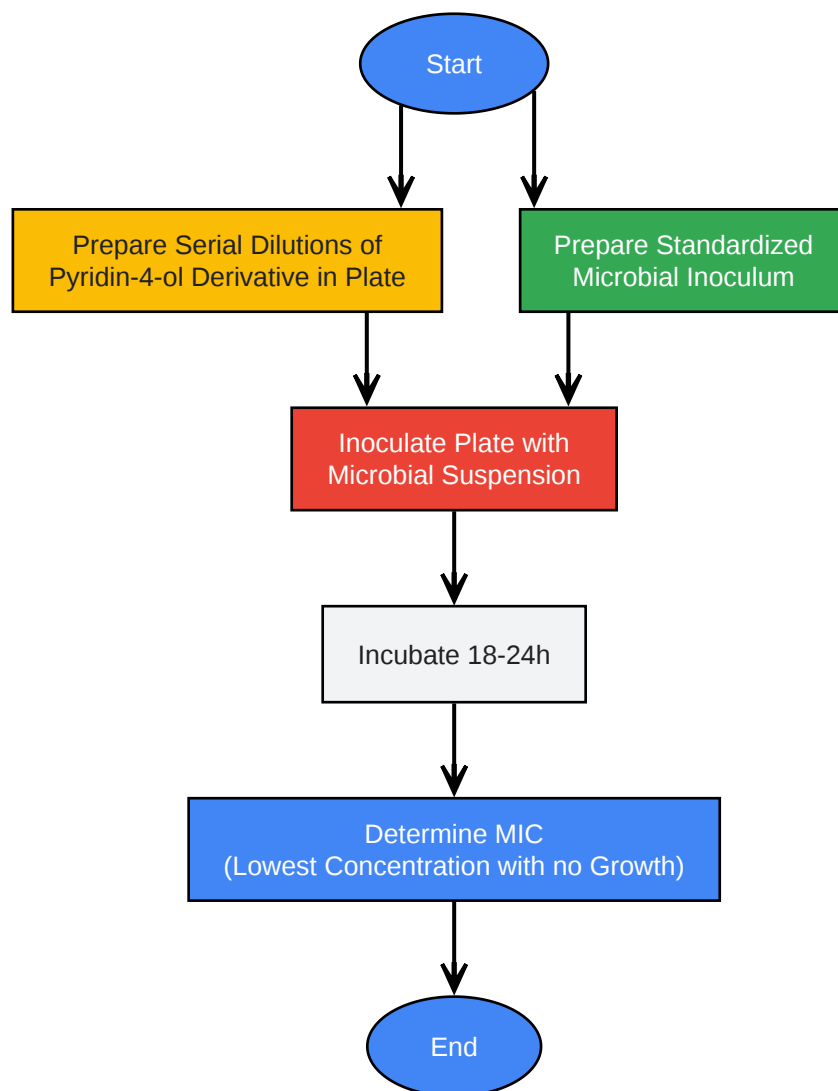 Start
Prepare Serial Dilutions of
Pyridin-4-ol Derivative in Plate
Prepare Standardized
Microbial Inoculum
Inoculate Plate with
Microbial Suspension
Incubate 18-24h
Determine MIC
(Lowest Concentration with no Growth)
End